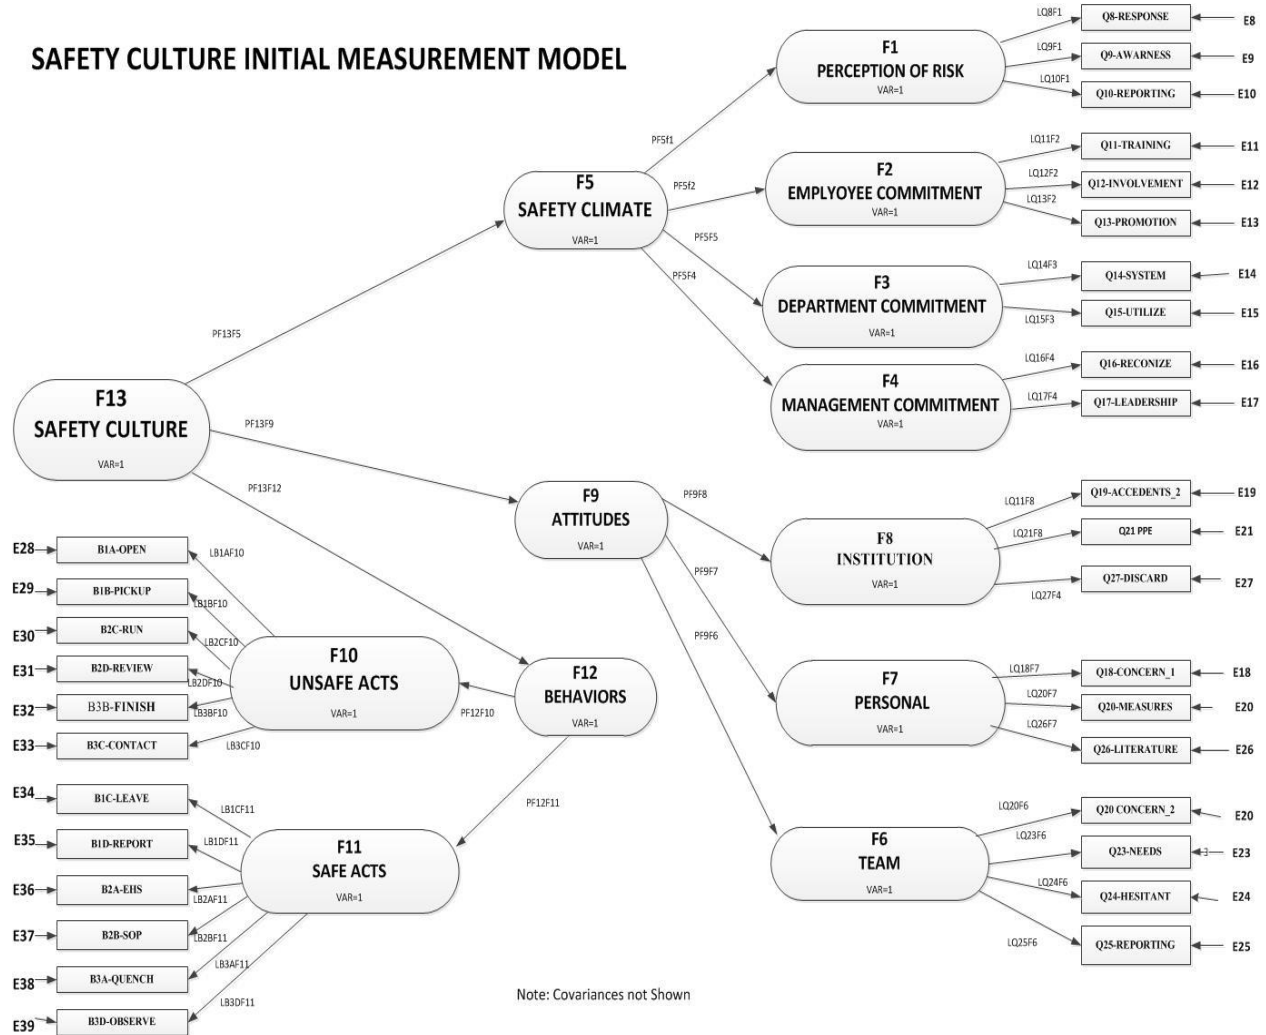 SAFETY CULTURE INITIAL MEASUREMENT MODEL
F1
PERCEPTION OF RISK
VAR=1
LQ8F1
LQ9F1
LQ10F1
Q8-RESPONSE
E8
Q9-AWARNESS
E9
Q10-REPORTING
E10
PF5f1
F2
EMPLYOYEE COMMITMENT
VAR=1
LQ11F2
LQ12F2
LQ13F2
Q11-TRAINING
E11
Q12-INVOLVEMENT
E12
Q13-PROMOTION
E13
F5
SAFETY CLIMATE
VAR=1
PF5f2
PF5F5
PF5F4
F3
DEPARTMENT COMMITMENT
VAR=1
LQ14F3
LQ15F3
Q14-SYSTEM
E14
Q15-UTILIZE
E15
F4
MANAGEMENT COMMITMENT
VAR=1
LQ16F4
LQ17F4
Q16-RECONIZE
E16
Q17-LEADERSHIP
E17
PF13F5
F13
SAFETY CULTURE
VAR=1
PF13F9
PF13F12
F9
ATTITUDES
VAR=1
PF9F8
PF9F7
PF9F6
F8
INSTITUTION
VAR=1
LQ11F8
LQ21F8
LQ27F4
Q19-ACCEDENTS_2
E19
Q21 PPE
E21
Q27-DISCARD
E27
F7
PERSONAL
VAR=1
LQ18F7
LQ20F7
LQ26F7
Q18-CONCERN_1
E18
Q20-MEASURES
E20
Q26-LITERATURE
E26
F6
TEAM
VAR=1
LQ20F6
LQ23F6
LQ24F6
LQ25F6
Q20 CONCERN_2
E20
Q23-NEEDS
E23
Q24-HESITANT
E24
Q25-REPORTING
E25
F12
BEHAVIORS
VAR=1
PF12F10
PF12F11
F10
UNSAFE ACTS
VAR=1
E28
B1A-OPEN
LB1AF10
E29
B1B-PICKUP
LB1BF10
E30
B2C-RUN
LB2CF10
E31
B2D-REVIEW
LB2DF10
E32
B3B-FINISH
LB3BF10
E33
B3C-CONTACT
LB3CF10
F11
SAFE ACTS
VAR=1
E34
B1C-LEAVE
LB1CF11
E35
B1D-REPORT
LB1DF11
E36
B2A-EHS
LB2AF11
E37
B2B-SOP
LB2BF11
E38
B3A-QUENCH
LB3AF11
E39
B3D-OBSERVE
LB3DF11
Note: Covariances not Shown